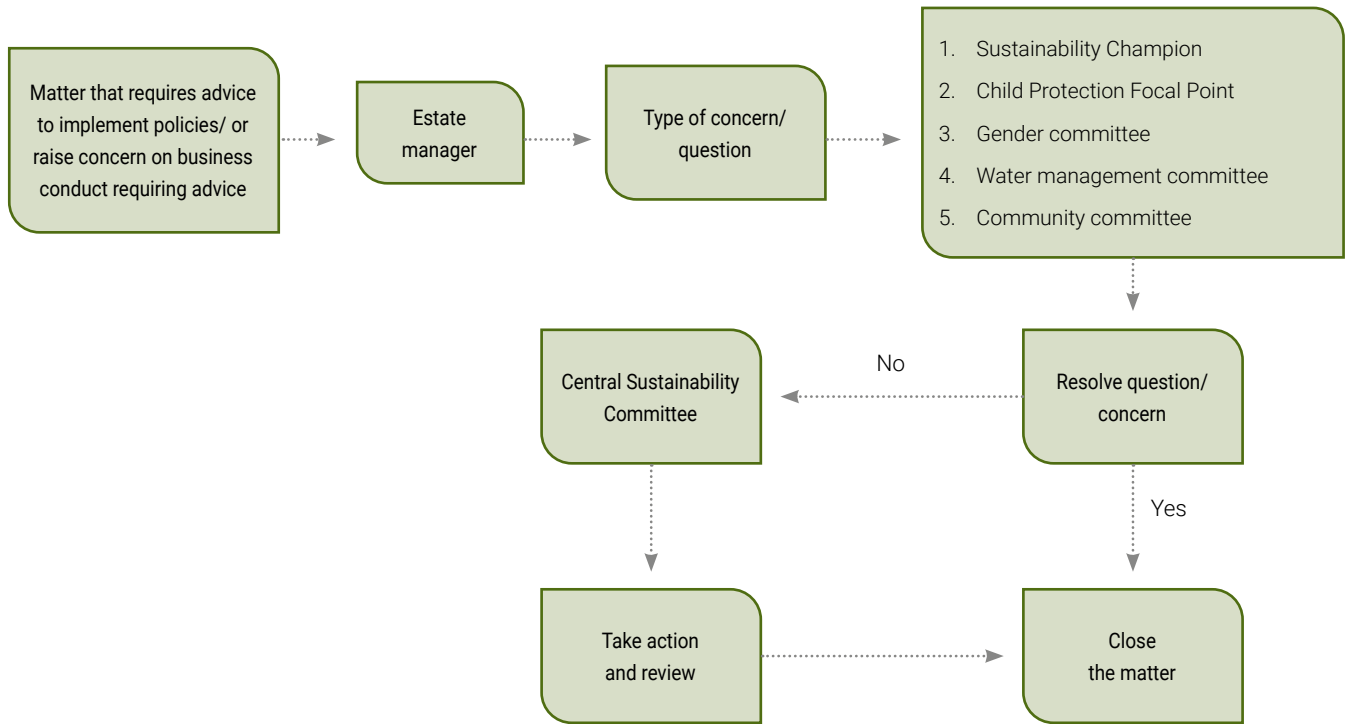 Matter that requires advice
to implement policies/ or
raise concern on business
conduct requiring advice
Estate
manager
Type of concern/
question
1. Sustainability Champion
2. Child Protection Focal Point
3. Gender committee
4. Water management committee
5. Community committee
Central Sustainability
Committee
No
Resolve question/
concern
Yes
Take action
and review
Close
the matter